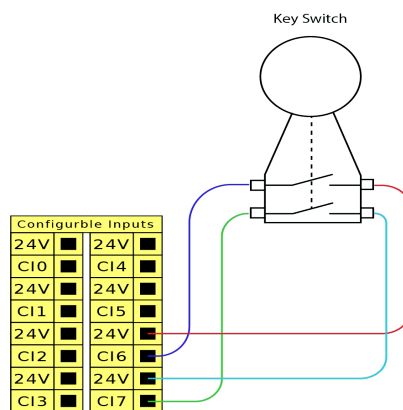 Key Switch
Configurble Inputs
24V 24V
CI0 CI4
24V 24V
CI1 CI5
24V 24V
CI2 CI6
24V 24V
CI3 CI7